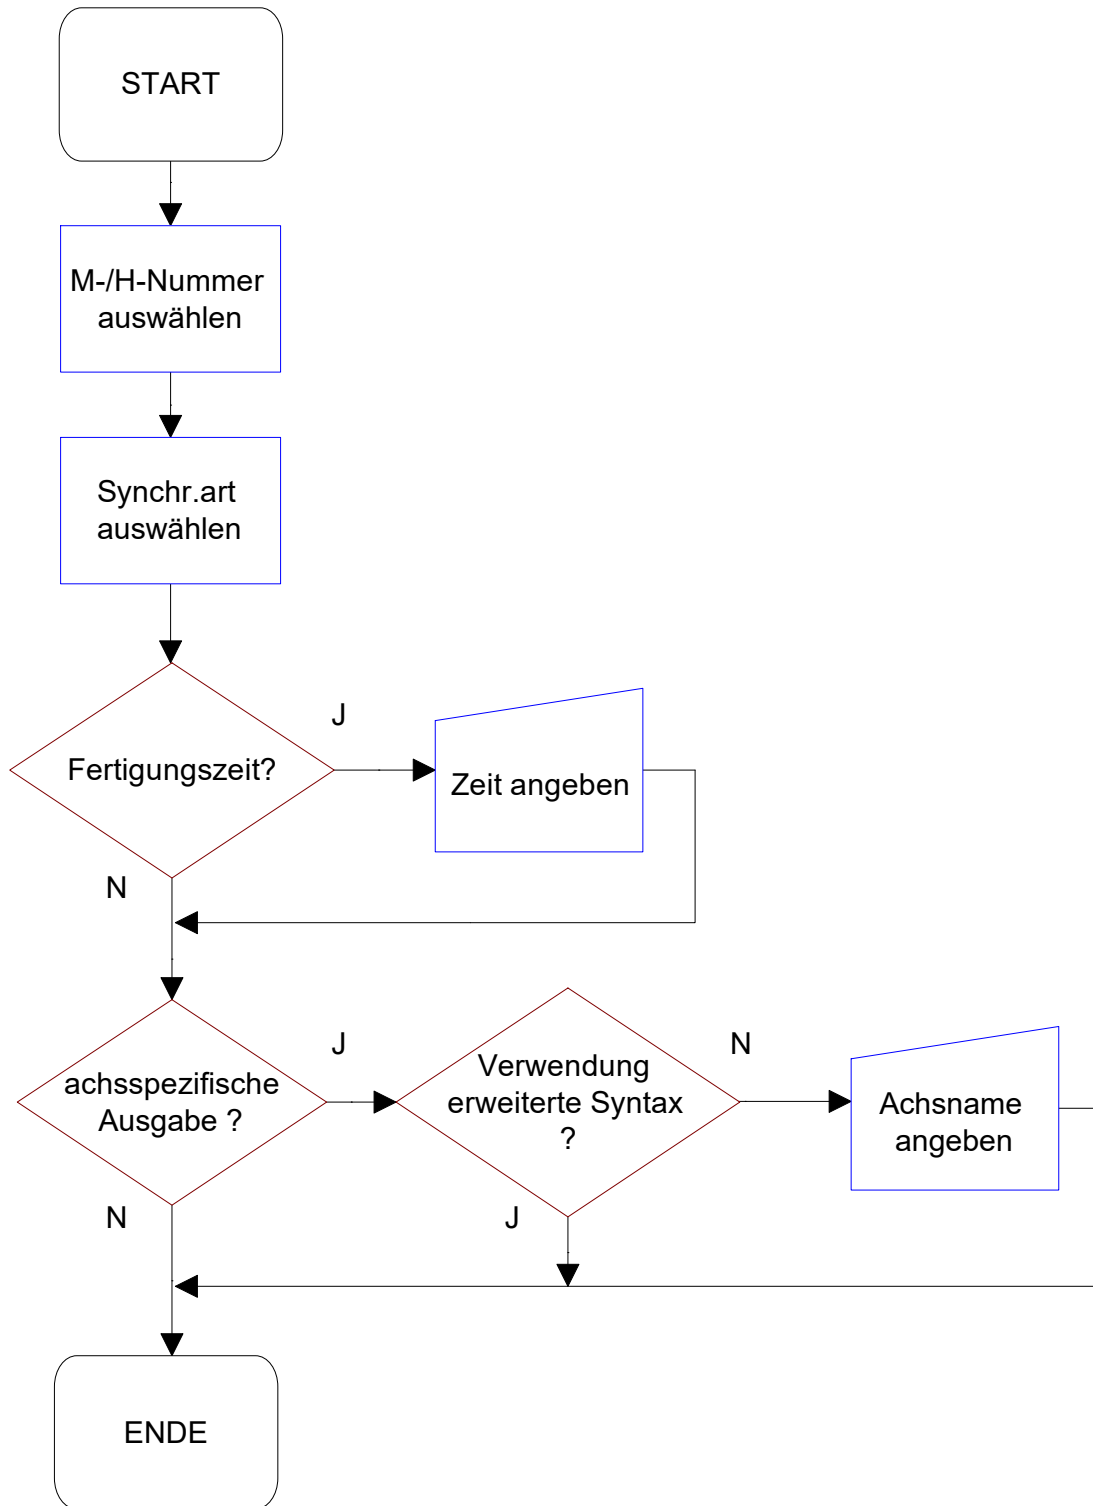 START
M-/H-Nummer
auswählen
Synchr.art
auswählen
Fertigungszeit?
J
Zeit angeben
N
achsspezifische
Ausgabe ?
J
Verwendung
erweiterte Syntax
?
N
Achsname
angeben
N
J
ENDE